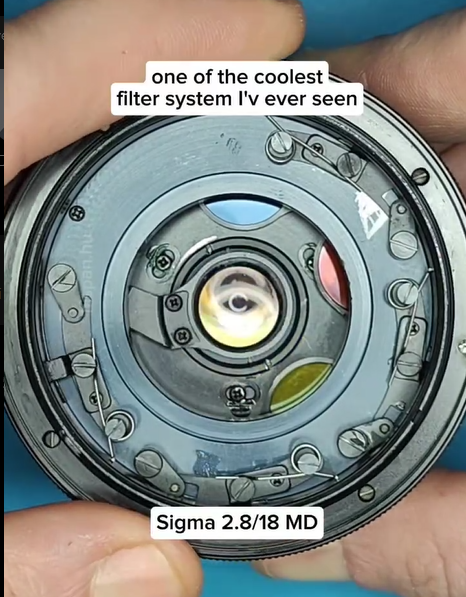 one of the coolest
filter system I'v ever seen
Sigma 2.8/18 MD